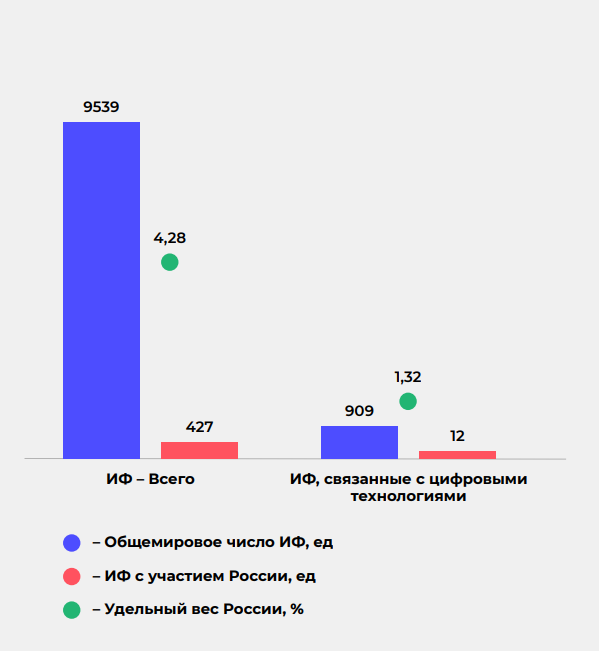 9539
4,28
427
1,32
909
12
ИФ – Всего
ИФ, связанные с цифровыми
технологиями
– Общемировое число ИФ, ед
– ИФ с участием России, ед
– Удельный вес России, %